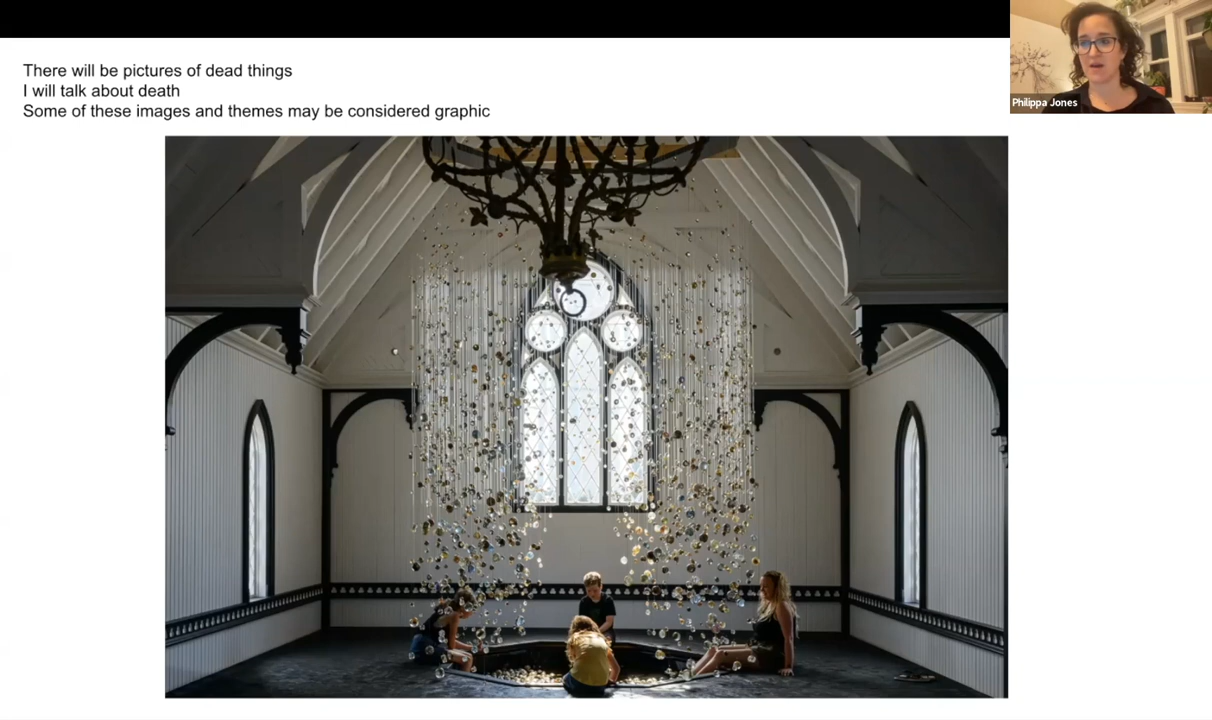 There will be pictures of dead things
I will talk about death
Some of these images and themes may be considered graphic
Philippa Jones